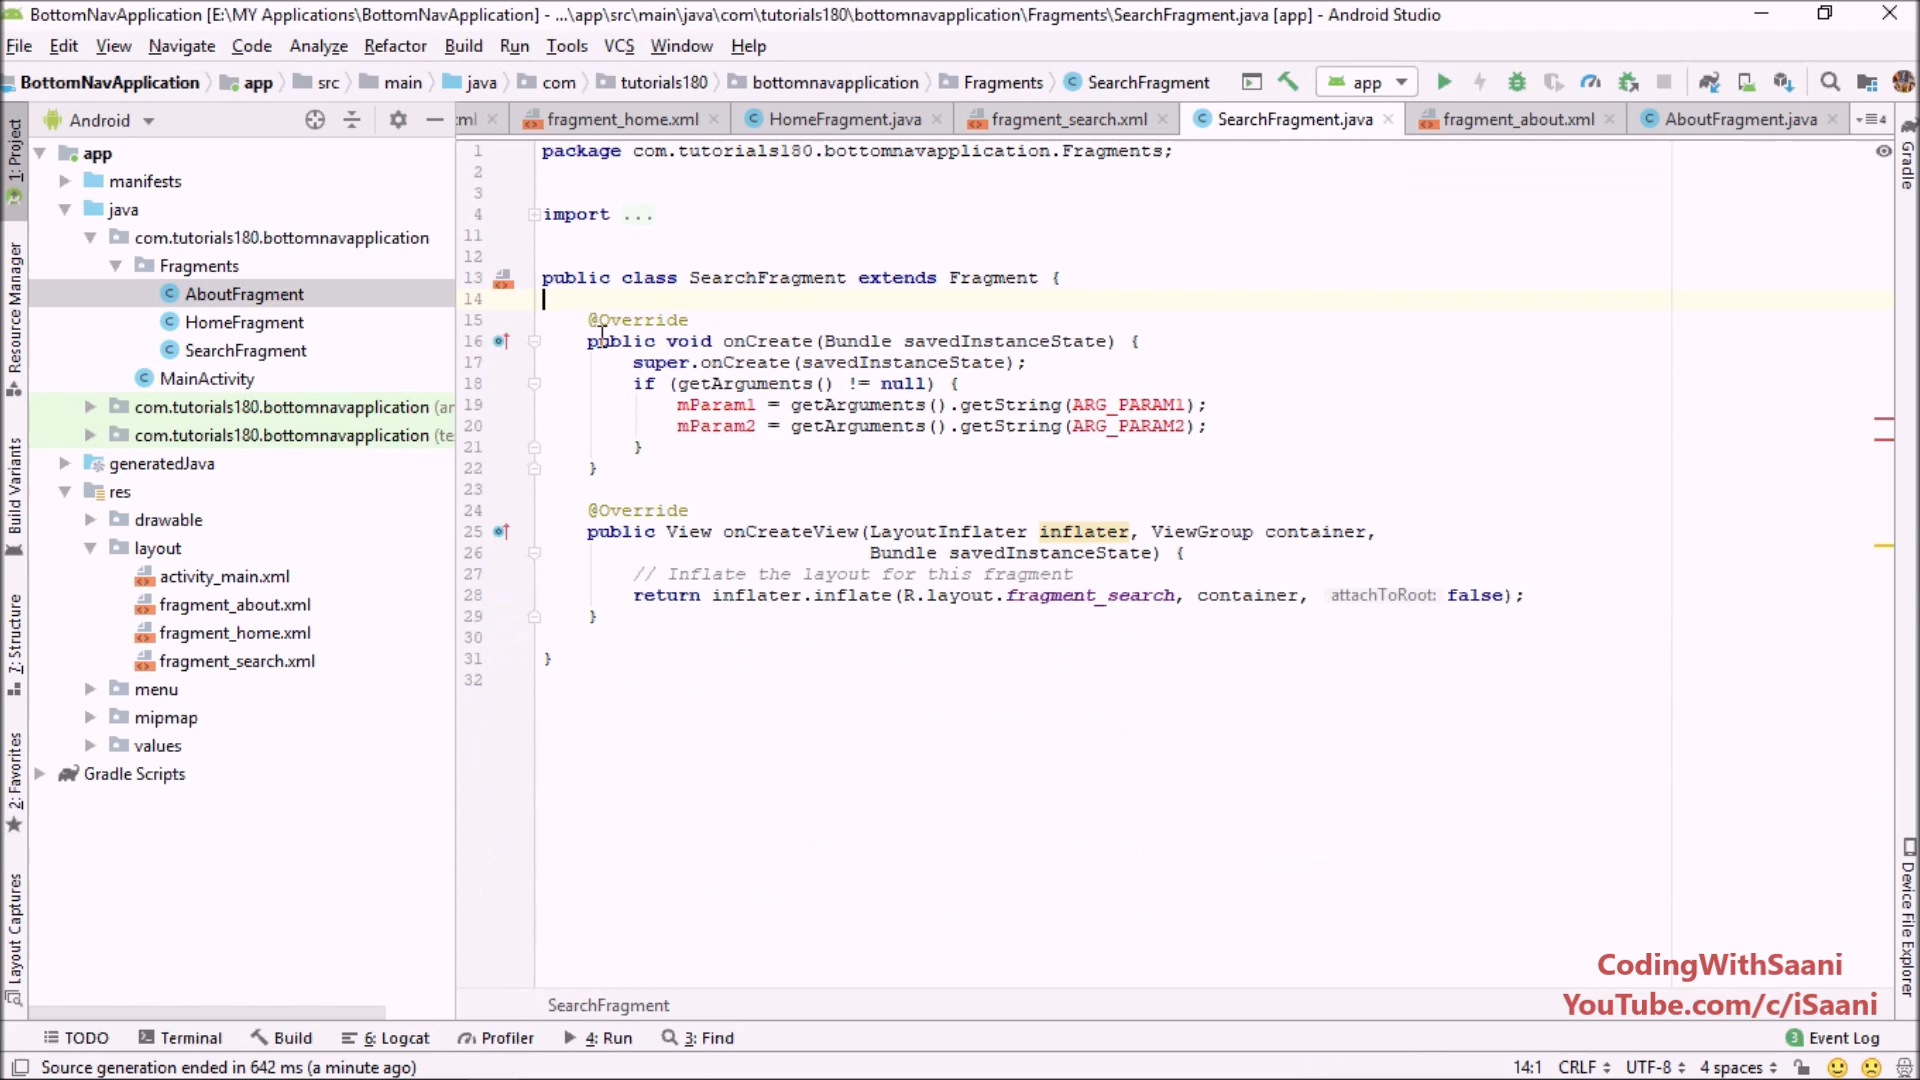 BottomNavApplication [E:\MY Applications\BottomNavApplication] - ...\app\src\main\java\com\tutorials180\bottomnavapplication\Fragments\SearchFragment.java [app] - Android Studio
File Edit View Navigate Code Analyze Refactor Build Run Tools VCS Window Help
BottomNavApplication app src main java com tutorials180 bottomnavapplication Fragments SearchFragment app
Android
xml fragment_home.xml HomeFragment.java fragment_search.xml SearchFragment.java fragment_about.xml AboutFragment.java 4
1: Project
Resource Manager
Build Variants
7: Structure
2: Favorites
Layout Captures
app
manifests
java
com.tutorials180.bottomnavapplication
Fragments
AboutFragment
HomeFragment
SearchFragment
MainActivity
com.tutorials180.bottomnavapplication (an
com.tutorials180.bottomnavapplication (te
generatedJava
res
drawable
layout
activity_main.xml
fragment_about.xml
fragment_home.xml
fragment_search.xml
menu
mipmap
values
Gradle Scripts
1 package com.tutorials180.bottomnavapplication.Fragments;
2
3
4 import ...
11
12
13 public class SearchFragment extends Fragment {
14
15 @Override
16 public void onCreate(Bundle savedInstanceState) {
17 super.onCreate(savedInstanceState);
18 if (getArguments() != null) {
19 mParam1 = getArguments().getString(ARG_PARAM1);
20 mParam2 = getArguments().getString(ARG_PARAM2);
21 }
22 }
23
24 @Override
25 public View onCreateView(LayoutInflater inflater, ViewGroup container,
26 Bundle savedInstanceState) {
27 // Inflate the layout for this fragment
28 return inflater.inflate(R.layout.fragment_search, container, attachToRoot: false);
29 }
30
31 }
32
Gradle
Device File Explorer
CodingWithSaani
YouTube.com/c/iSaani
SearchFragment
TODO Terminal Build 6: Logcat Profiler 4: Run 3: Find 3 Event Log
Source generation ended in 642 ms (a minute ago) 14:1 CRLF UTF-8 4 spaces